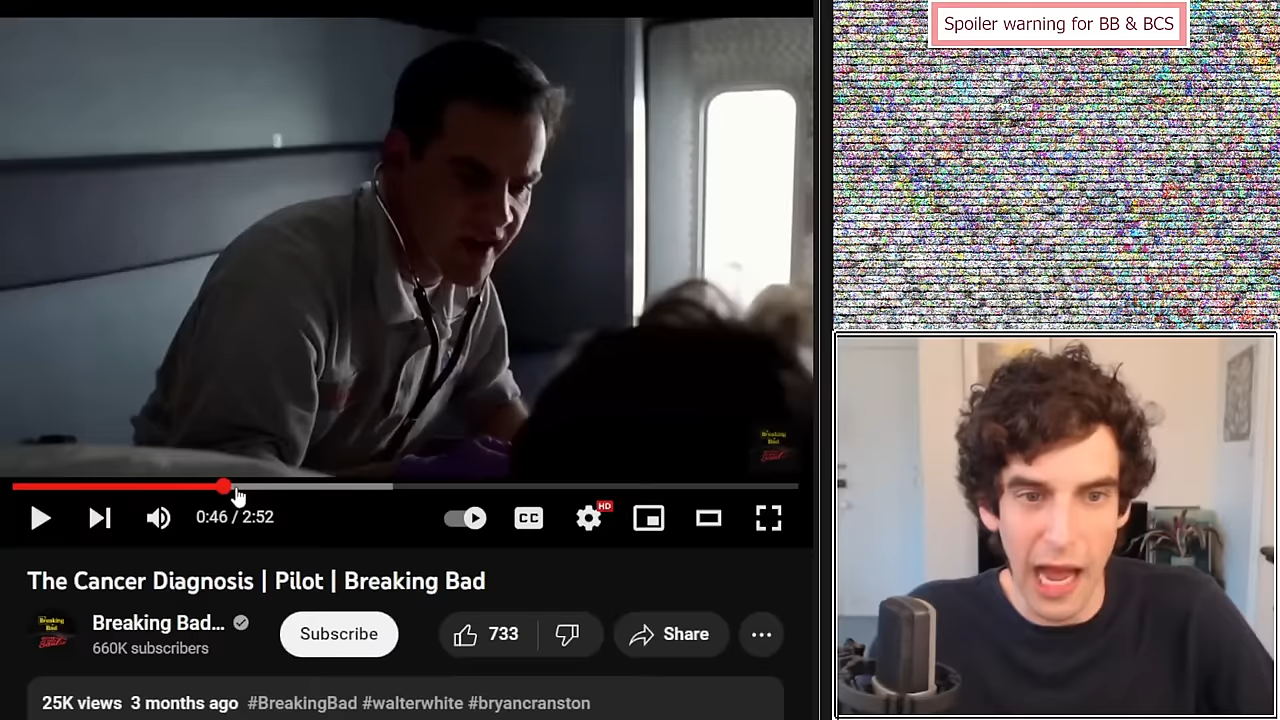 Spoiler warning for BB & BCS
0:46 / 2:52
CC
HD
The Cancer Diagnosis | Pilot | Breaking Bad
Breaking Bad...
660K subscribers
Subscribe
733
Share
25K views 3 months ago #BreakingBad #walterwhite #bryancranston